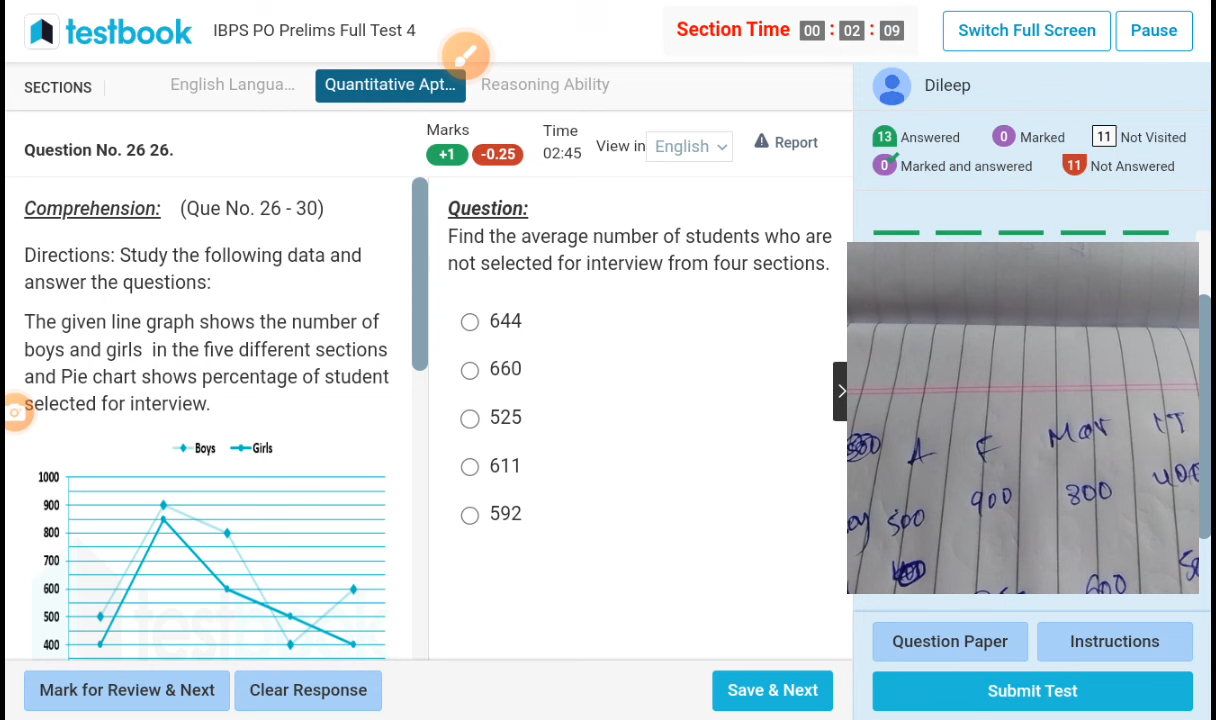 testbook
IBPS PO Prelims Full Test 4
Section Time 00 : 02 : 09
Switch Full Screen
Pause
SECTIONS
English Langua...
Quantitative Apt...
Reasoning Ability
Dileep
13 Answered
0 Marked
11 Not Visited
0 Marked and answered
11 Not Answered
Question No. 26 26.
Marks
+1 -0.25
Time
02:45
View in English
Report
Comprehension: (Que No. 26 - 30)
Directions: Study the following data and
answer the questions:
The given line graph shows the number of
boys and girls in the five different sections
and Pie chart shows percentage of student
selected for interview.
Boys Girls
1000
900
800
700
600
500
400
Question:
Find the average number of students who are
not selected for interview from four sections.
644
660
525
611
592
A F Mar IT
500 900 800 400
600
Mark for Review & Next
Clear Response
Save & Next
Question Paper
Instructions
Submit Test